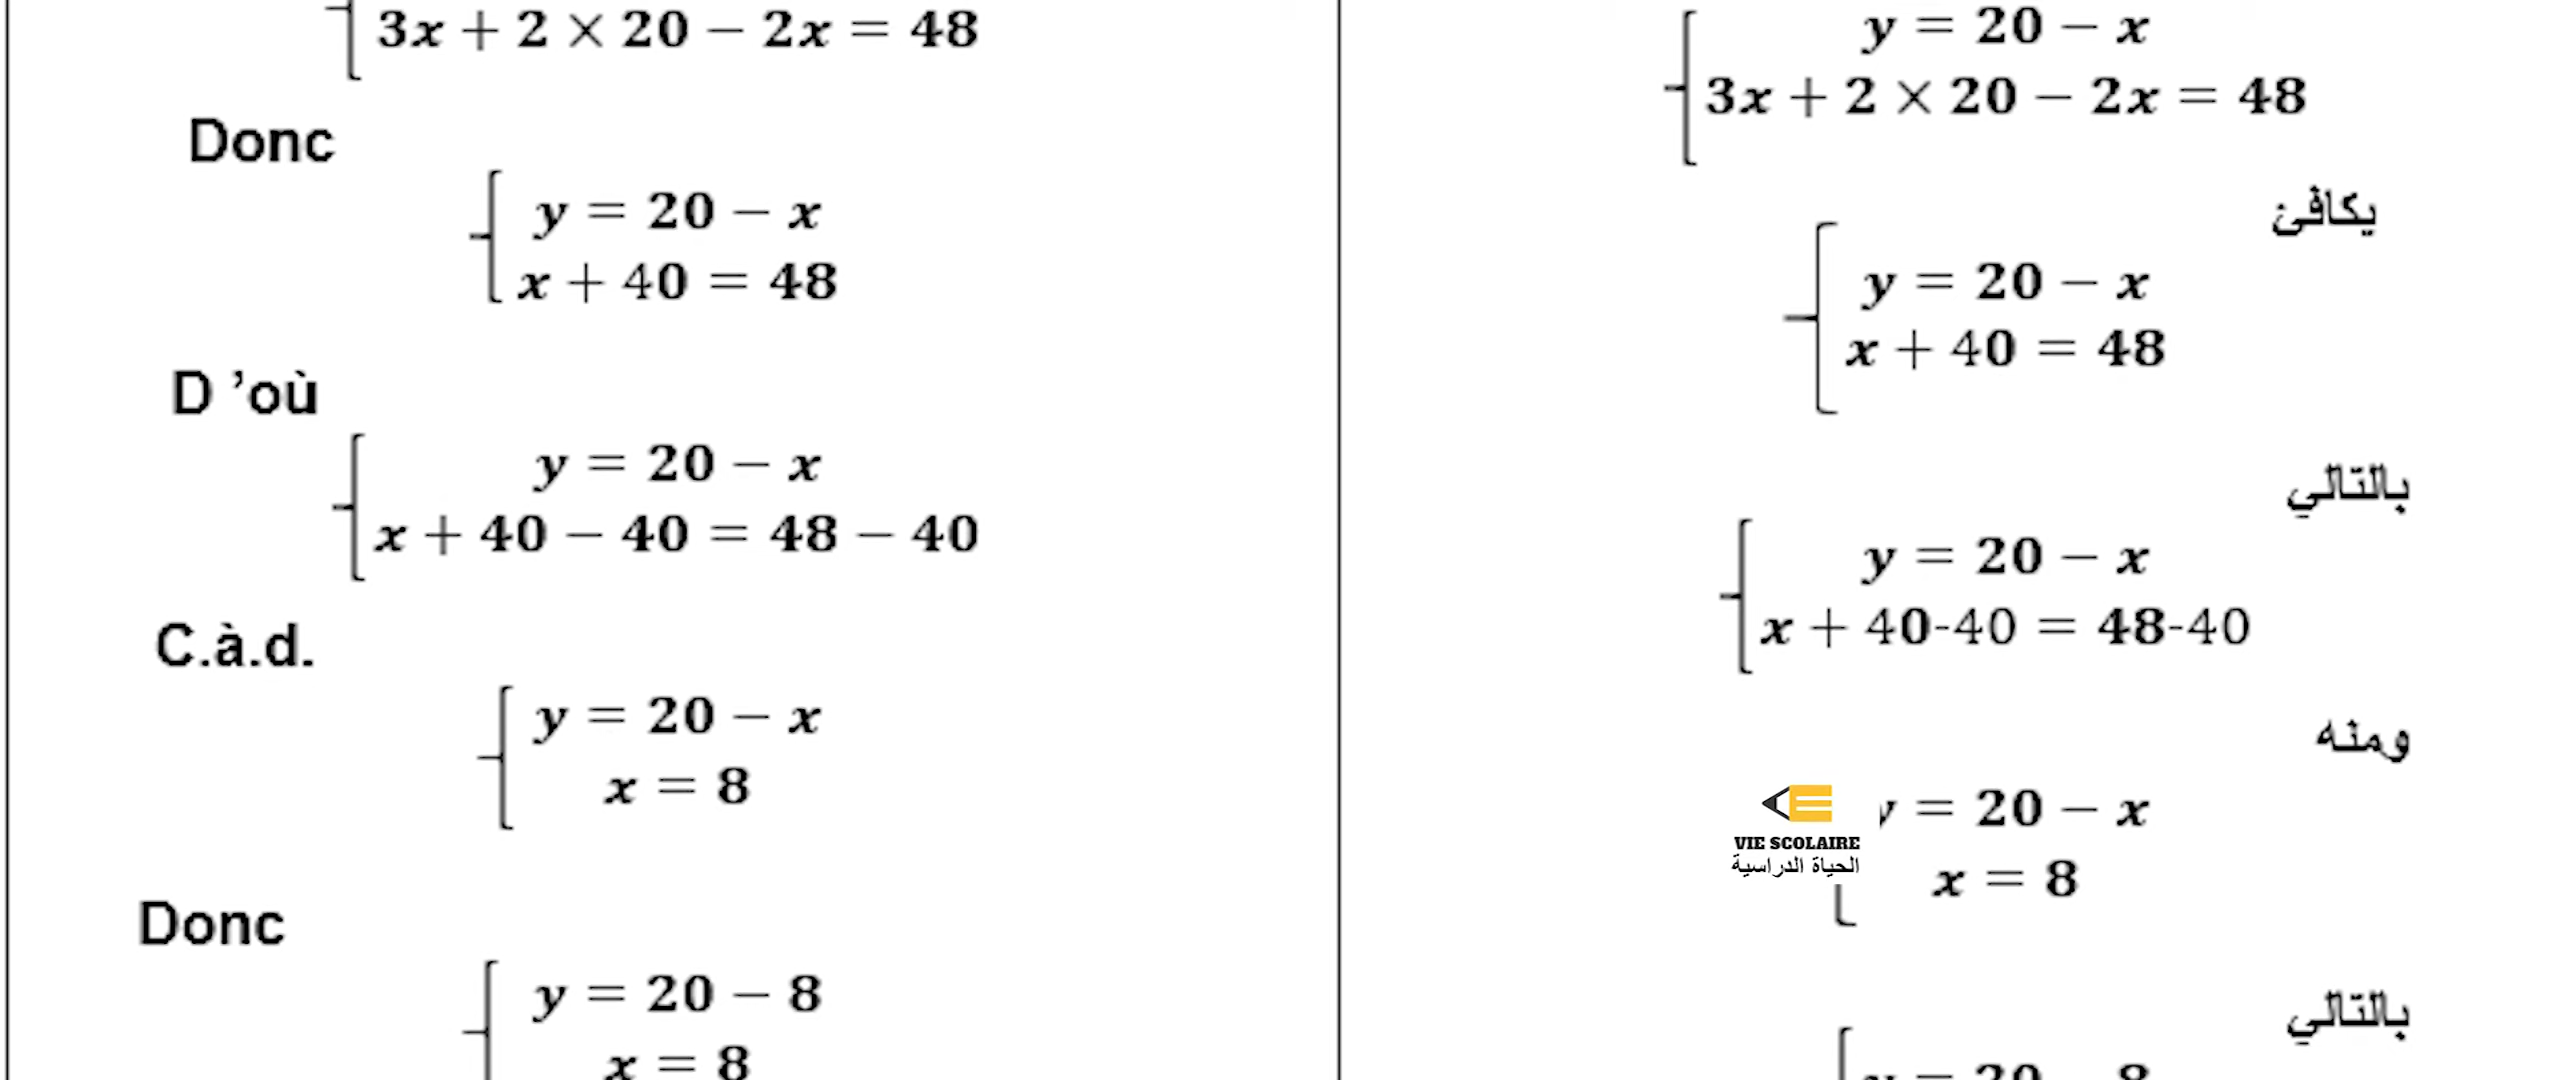 3x + 2 × 20 − 2x = 48
Donc
y = 20 − x
x + 40 = 48
D ’où
y = 20 − x
x + 40 − 40 = 48 − 40
C.à.d.
y = 20 − x
x = 8
Donc
y = 20 − 8
x = 8
y = 20 − x
3x + 2 × 20 − 2x = 48
يكافئ
y = 20 − x
x + 40 = 48
بالتالي
y = 20 − x
x + 40-40 = 48-40
ومنه
y = 20 − x
x = 8
VIE SCOLAIRE
الحياة الدراسية
بالتالي
y = 20 − 8